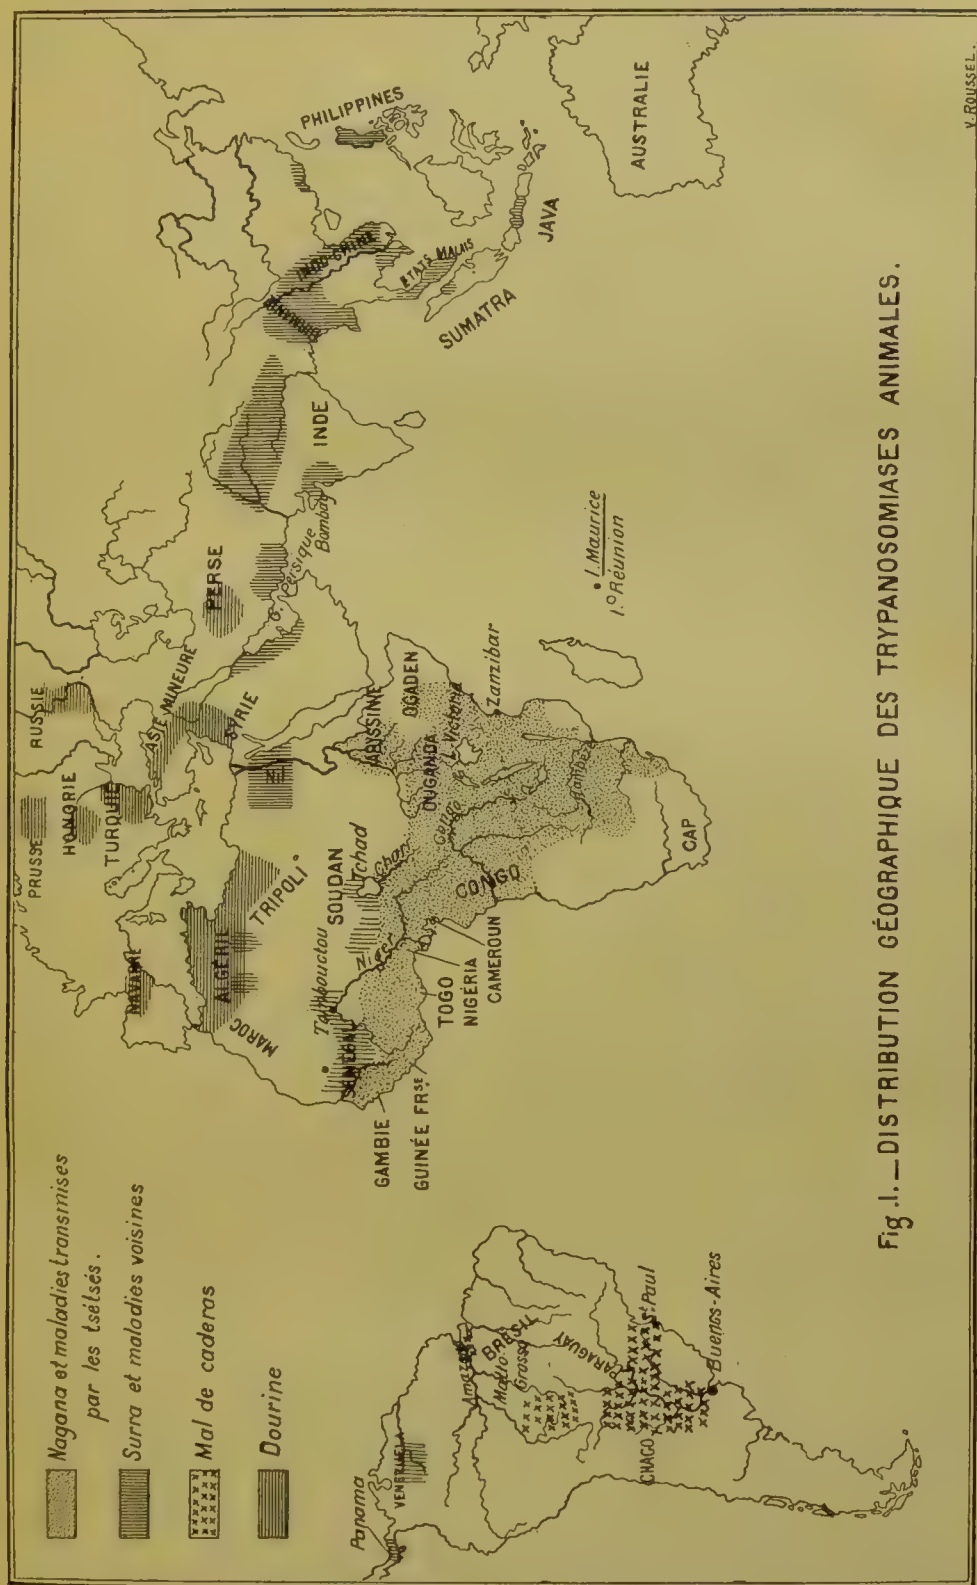 Nagana et maladies transmises
par les tsétsés.
Surra et maladies voisines
Mal de caderas
Dourine
PRUSSE
HONGRIE
RUSSIE
TURQUIE
NAVARRE
ASIE MINEURE
SYRIE
PERSE
G. Persique
Bombay
INDE
INDO-CHINE
PHILIPPINES
ÉTATS MALAIS
SUMATRA
JAVA
AUSTRALIE
MAROC
ALGÉRIE
TRIPOLI
Tombouctou
SOUDAN
Tchad
Chari
Niger
SÉNÉGAL
GAMBIE
GUINÉE FRSE
TOGO
NIGÉRIA
CAMEROUN
CONGO
Congo
ABYSSINIE
OGADEN
OUGANDA
L. Victoria
Zanzibar
Zambèze
CAP
I. Maurice
I. Réunion
Panama
VENEZUELA
Amazone
BRÉSIL
Matto
Grosso
PARAGUAY
CHACO
St Paul
Buenos-Aires
Fig.1._DISTRIBUTION GÉOGRAPHIQUE DES TRYPANOSOMIASES ANIMALES.
V. ROUSSEL.